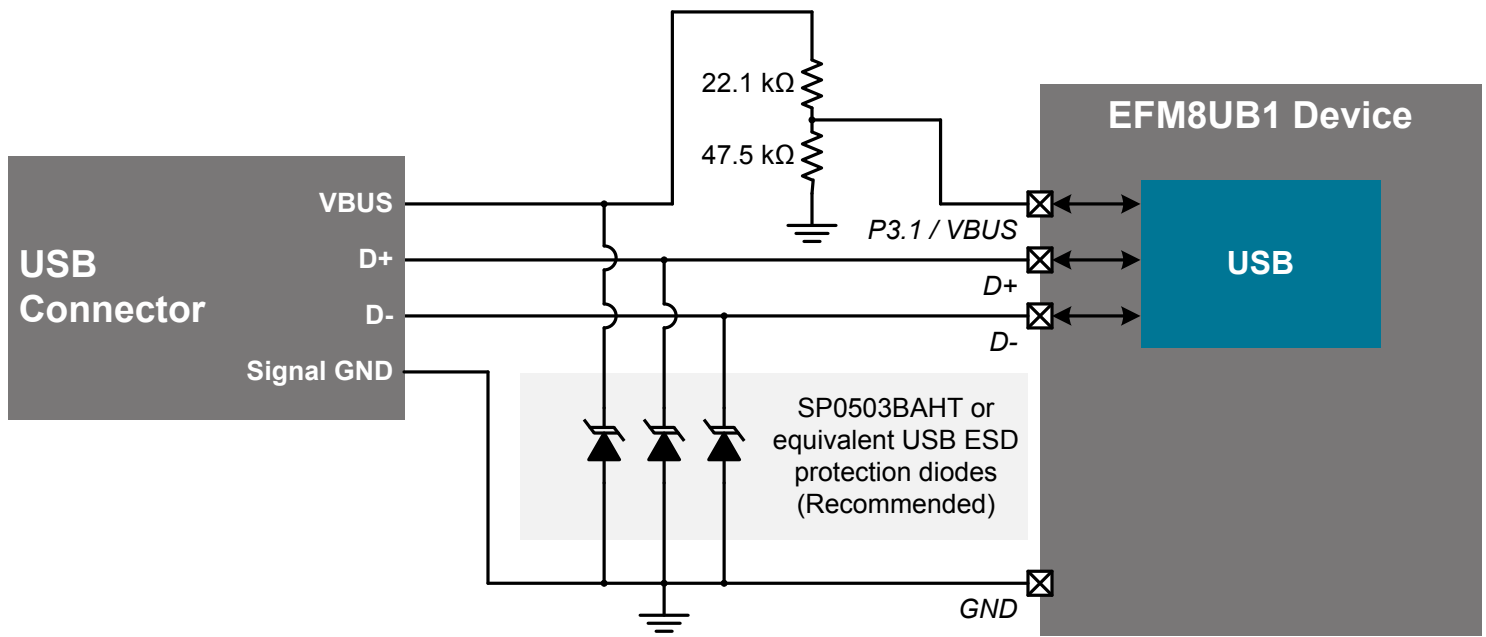 22.1 kΩ
47.5 kΩ
EFM8UB1 Device
USB
Connector
VBUS
D+
D-
Signal GND
P3.1 / VBUS
D+
D-
USB
SP0503BAHT or
equivalent USB ESD
protection diodes
(Recommended)
GND